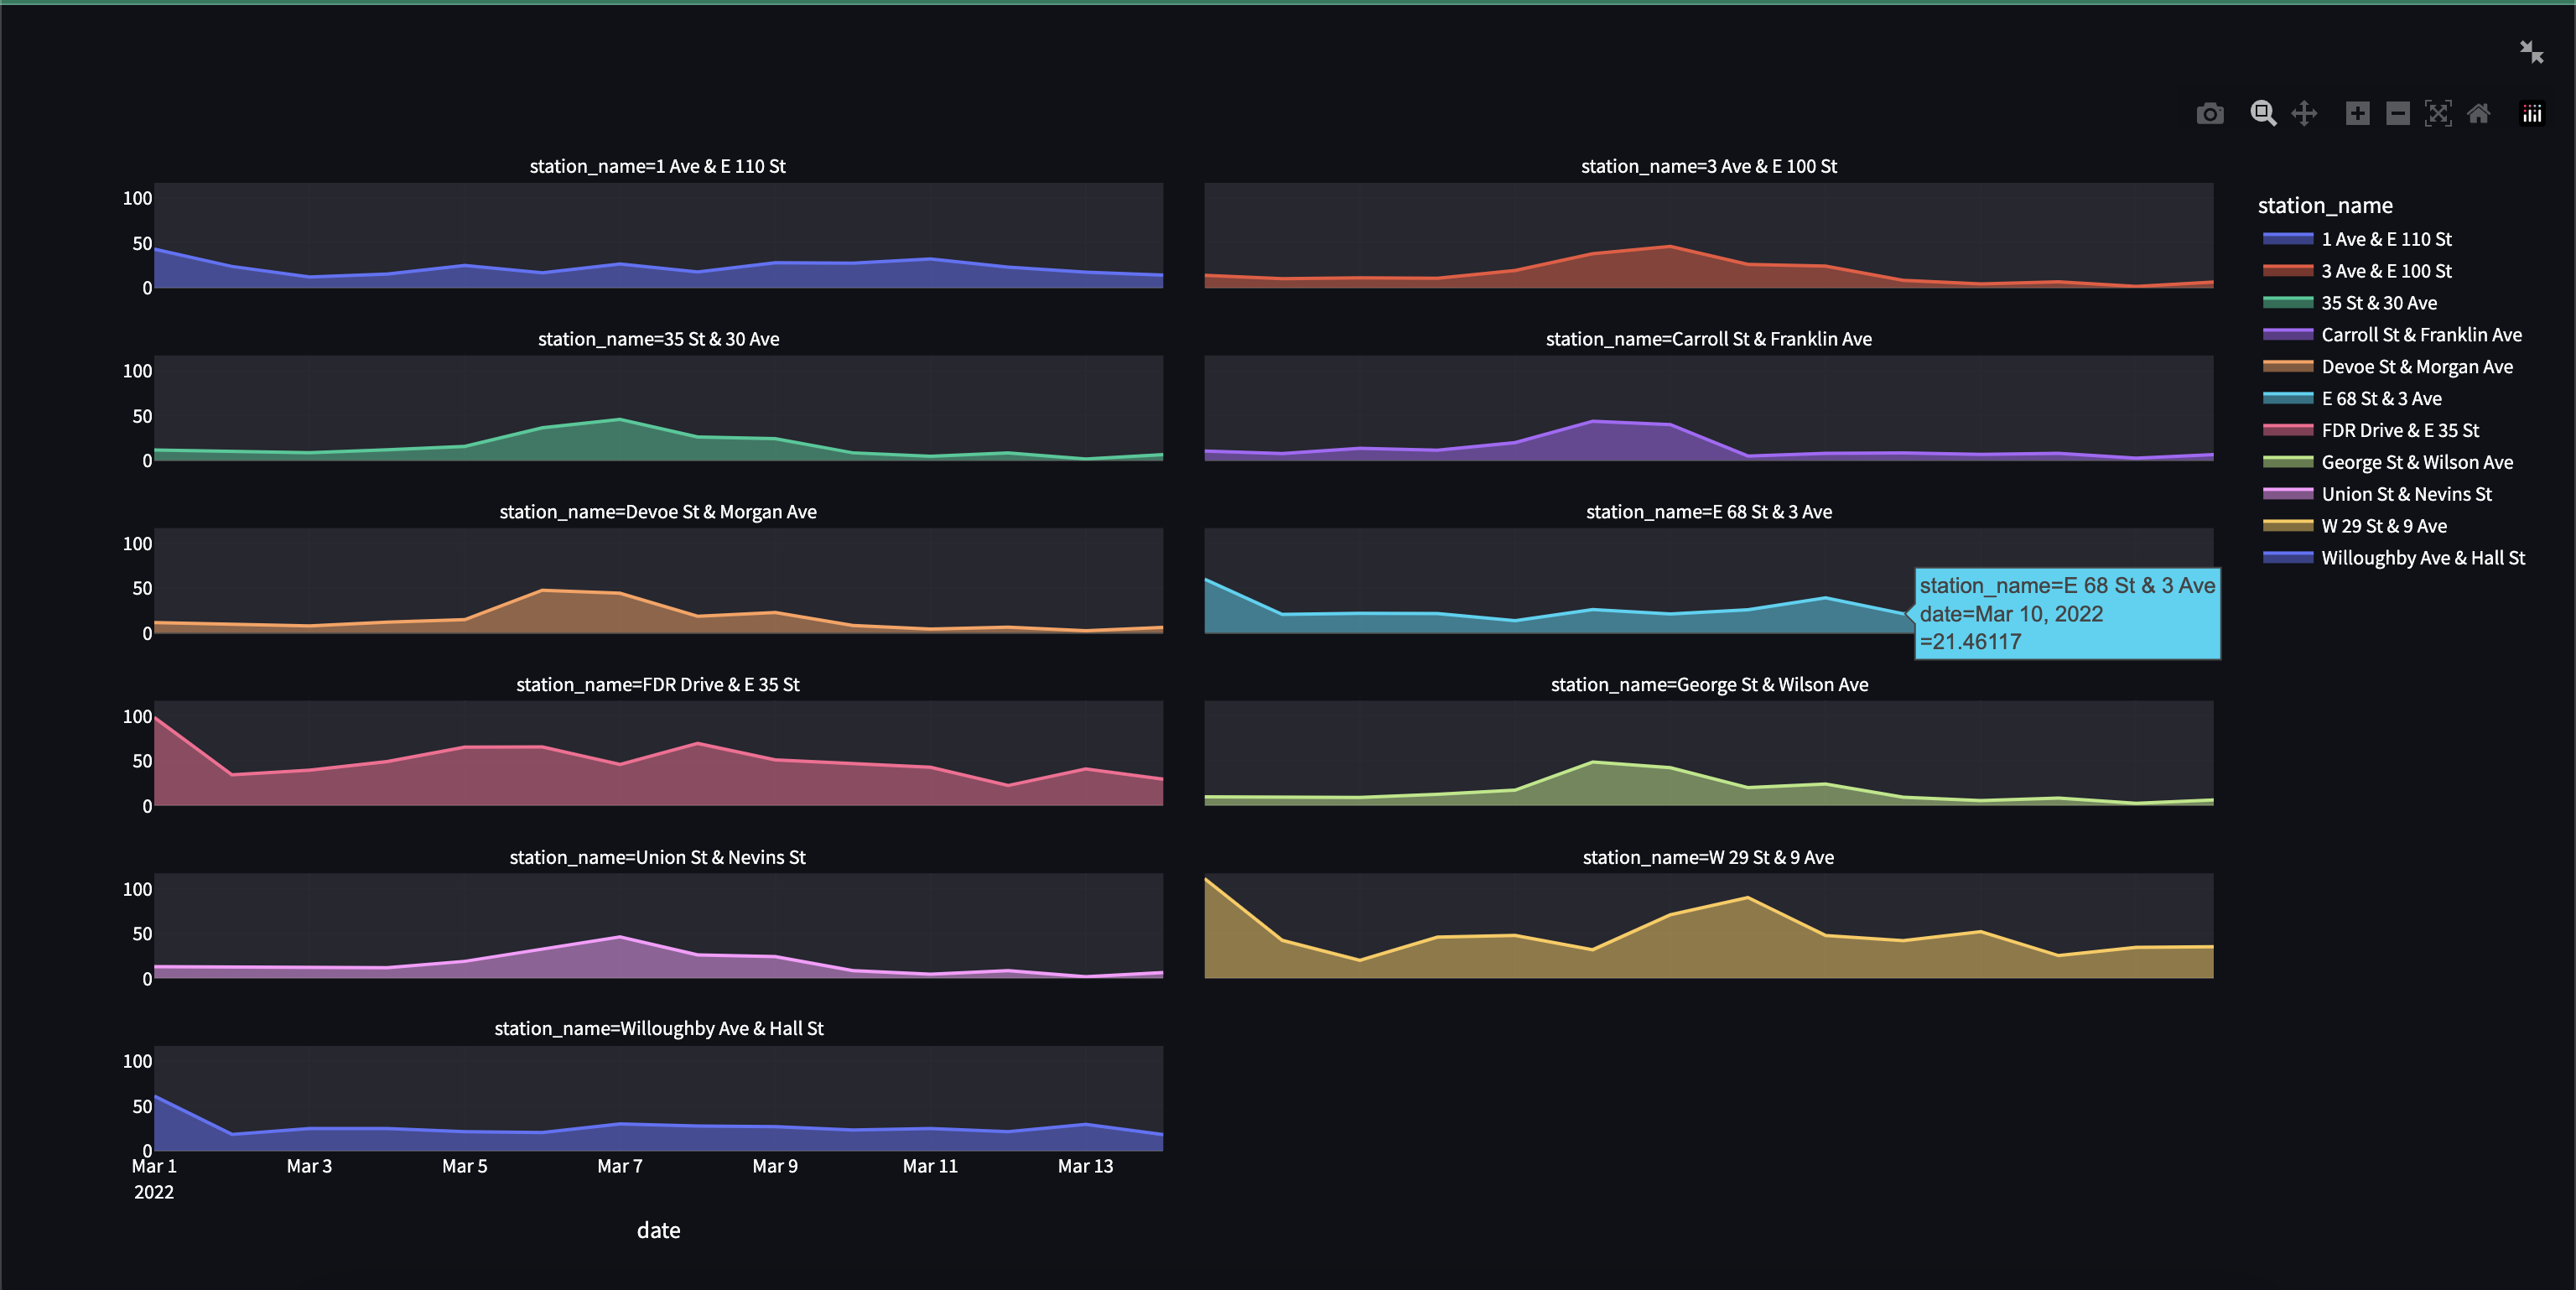 station_name=1 Ave & E 110 St
100
50
0
station_name=3 Ave & E 100 St
station_name=35 St & 30 Ave
100
50
0
station_name=Carroll St & Franklin Ave
station_name=Devoe St & Morgan Ave
100
50
0
station_name=E 68 St & 3 Ave
station_name=E 68 St & 3 Ave
date=Mar 10, 2022
=21.46117
station_name=FDR Drive & E 35 St
100
50
0
station_name=George St & Wilson Ave
station_name=Union St & Nevins St
100
50
0
station_name=W 29 St & 9 Ave
station_name=Willoughby Ave & Hall St
100
50
0
Mar 1
2022
Mar 3
Mar 5
Mar 7
Mar 9
Mar 11
Mar 13
date
station_name
1 Ave & E 110 St
3 Ave & E 100 St
35 St & 30 Ave
Carroll St & Franklin Ave
Devoe St & Morgan Ave
E 68 St & 3 Ave
FDR Drive & E 35 St
George St & Wilson Ave
Union St & Nevins St
W 29 St & 9 Ave
Willoughby Ave & Hall St